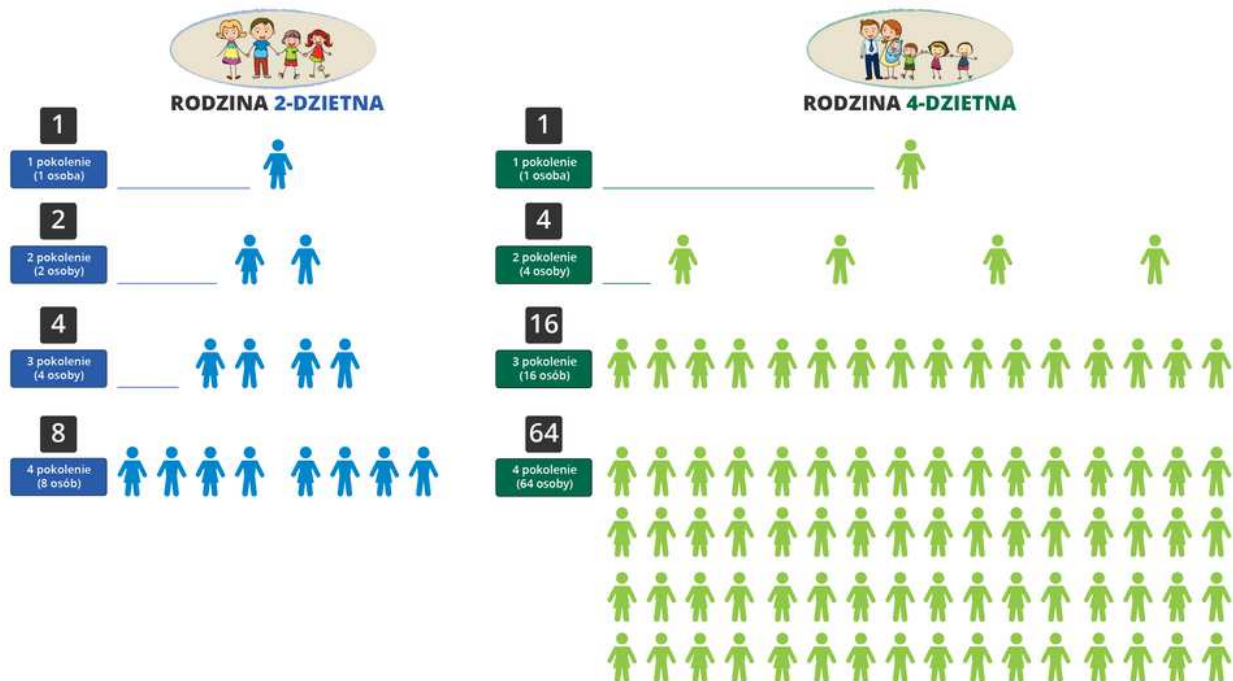 RODZINA 2-DZIETNA
1
1 pokolenie
(1 osoba)
2
2 pokolenie
(2 osoby)
4
3 pokolenie
(4 osoby)
8
4 pokolenie
(8 osób)
RODZINA 4-DZIETNA
1
1 pokolenie
(1 osoba)
4
2 pokolenie
(4 osoby)
16
3 pokolenie
(16 osób)
64
4 pokolenie
(64 osoby)